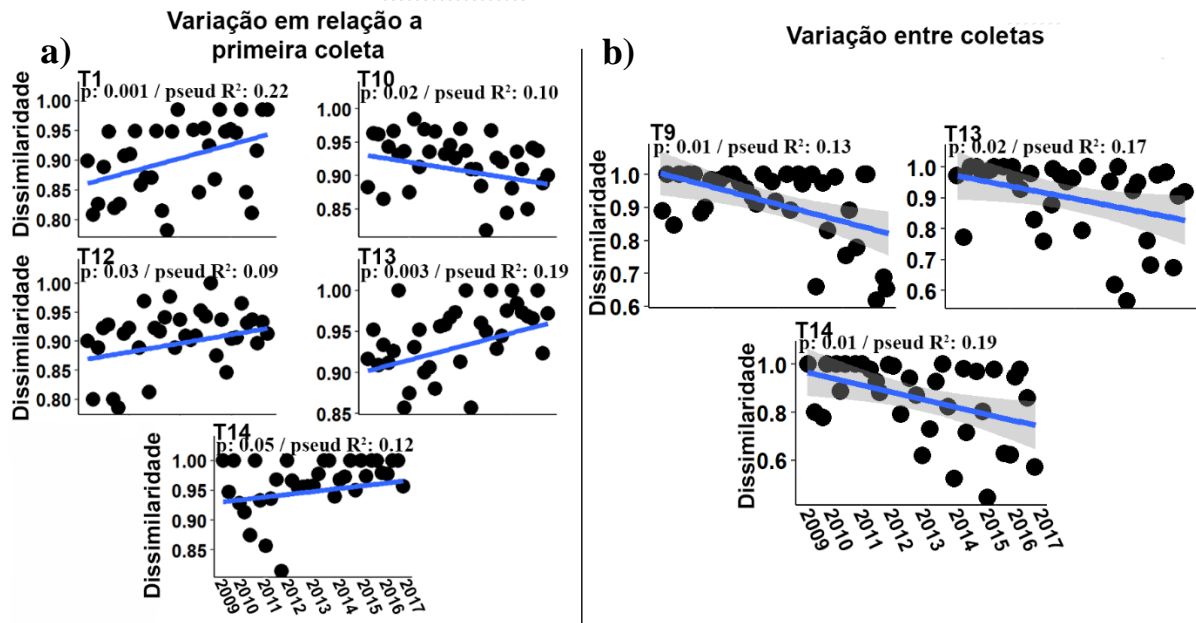 a)
Variação em relação a
primeira coleta
T1
p: 0.001 / pseud R²: 0.22
Dissimilaridade
1.00
0.95
0.90
0.85
0.80
T10
p: 0.02 / pseud R²: 0.10
1.00
0.95
0.90
0.85
T12
p: 0.03 / pseud R²: 0.09
Dissimilaridade
1.00
0.95
0.90
0.85
0.80
T13
p: 0.003 / pseud R²: 0.19
1.00
0.95
0.90
0.85
T14
p: 0.05 / pseud R²: 0.12
Dissimilaridade
1.00
0.95
0.90
0.85
2009 2010 2011 2012 2013 2014 2015 2016 2017
b)
Variação entre coletas
T9
p: 0.01 / pseud R²: 0.13
Dissimilaridade
1.0
0.9
0.8
0.7
0.6
T13
p: 0.02 / pseud R²: 0.17
1.0
0.9
0.8
0.7
0.6
T14
p: 0.01 / pseud R²: 0.19
Dissimilaridade
1.0
0.8
0.6
2009 2010 2011 2012 2013 2014 2015 2016 2017